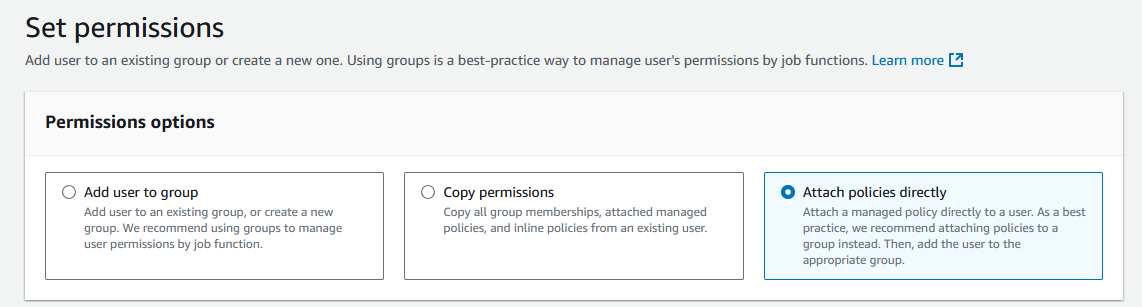 Set permissions
Add user to an existing group or create a new one. Using groups is a best-practice way to manage user's permissions by job functions. Learn more
Permissions options
Add user to group
Add user to an existing group, or create a new
group. We recommend using groups to manage
user permissions by job function.
Copy permissions
Copy all group memberships, attached managed
policies, and inline policies from an existing user.
Attach policies directly
Attach a managed policy directly to a user. As a best
practice, we recommend attaching policies to a
group instead. Then, add the user to the
appropriate group.